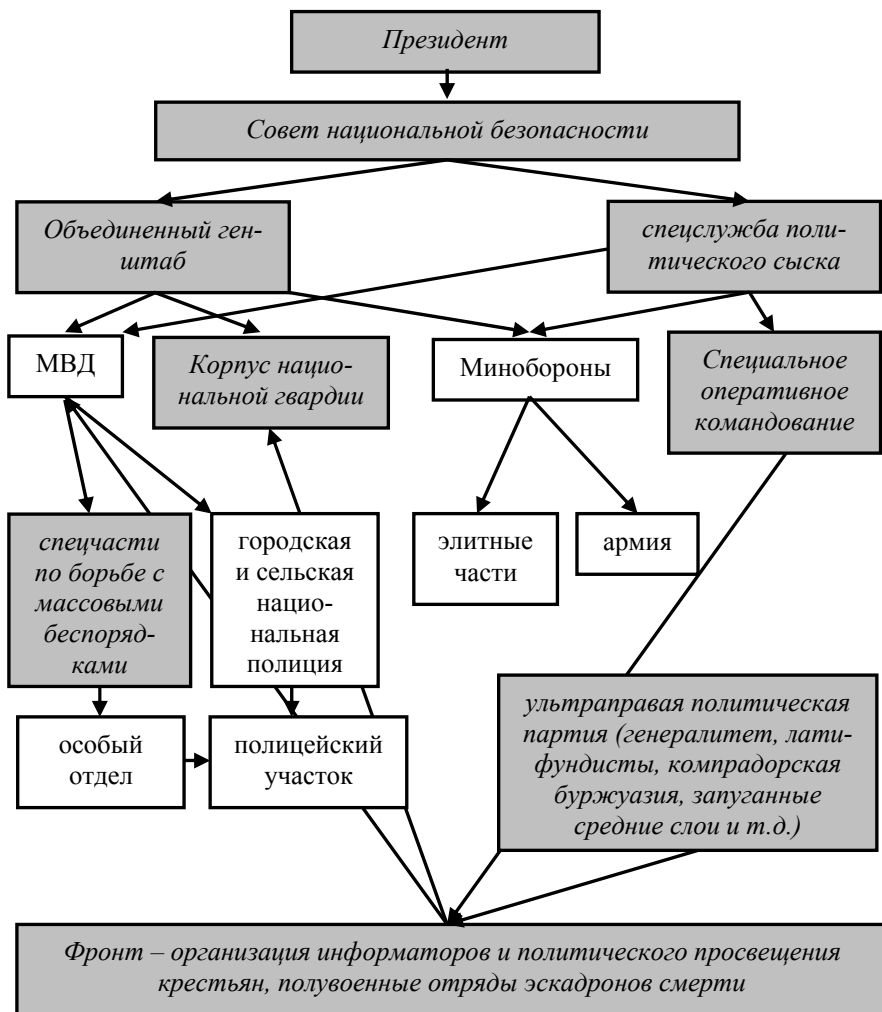 Президент
Совет национальной безопасности
Объединенный ген-
штаб
спецслужба поли-
тического сыска
МВД
Корпус нацио-
нальной гвардии
Минобороны
Специальное
оперативное
командование
спецчасти
по борьбе с
массовыми
беспоряд-
ками
городская
и сельская
нацио-
нальная
полиция
элитные
части
армия
особый
отдел
полицейский
участок
ультраправая политическая
партия (генералитет, лати-
фундисты, компрадорская
буржуазия, запуганные
средние слои и т.д.)
Фронт – организация информаторов и политического просвещения
крестьян, полувоенные отряды эскадронов смерти